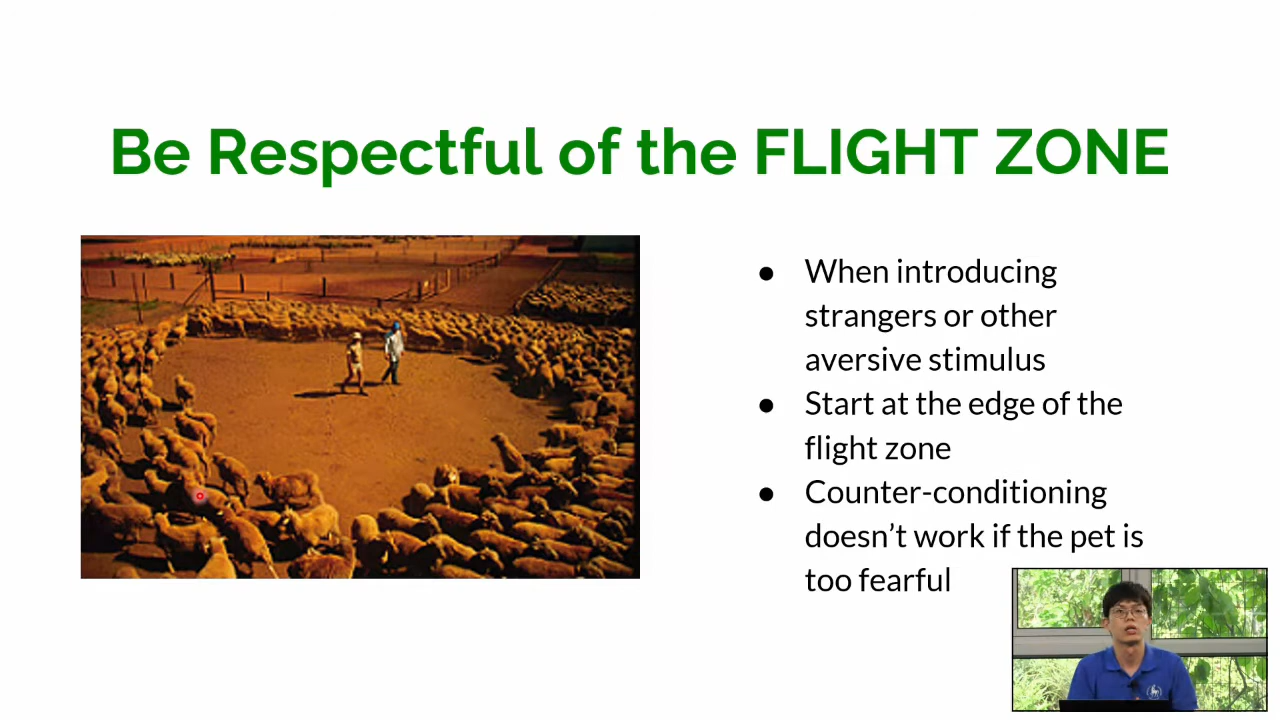 Be Respectful of the FLIGHT ZONE
● When introducing
strangers or other
aversive stimulus
● Start at the edge of the
flight zone
● Counter-conditioning
doesn’t work if the pet is
too fearful